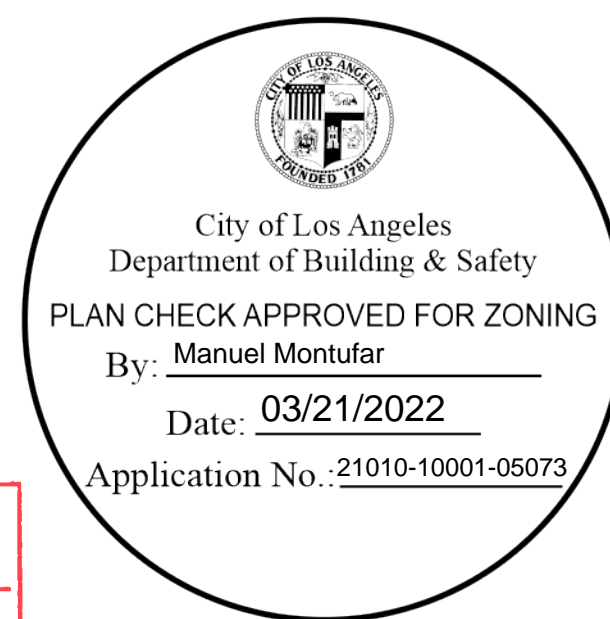 CITY OF LOS ANGELES
FOUNDED 1781
City of Los Angeles
Department of Building & Safety
PLAN CHECK APPROVED FOR ZONING
By: Manuel Montufar
Date: 03/21/2022
Application No.: 21010-10001-05073